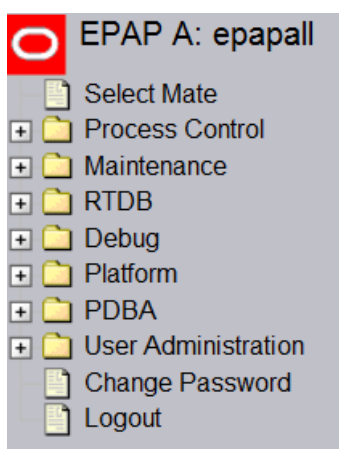 EPAP A: epapall
Select Mate
Process Control
Maintenance
RTDB
Debug
Platform
PDBA
User Administration
Change Password
Logout